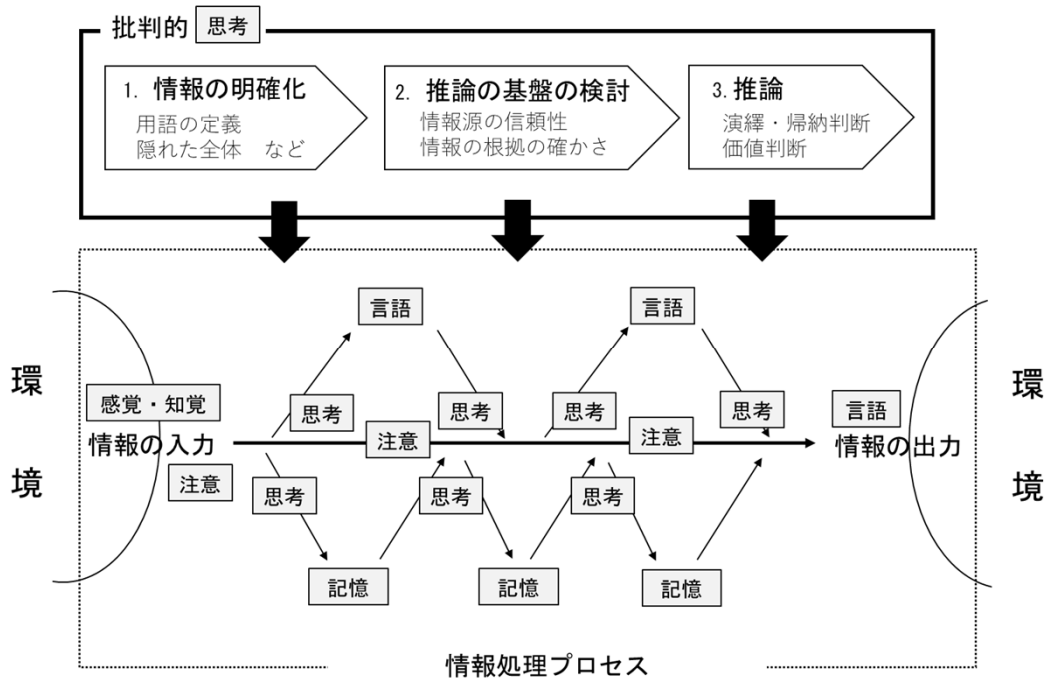 批判的 思考
1. 情報の明確化
用語の定義
隠れた全体 など
2. 推論の基盤の検討
情報源の信頼性
情報の根拠の確かさ
3. 推論
演繹・帰納判断
価値判断
言語
言語
環
境
感覚・知覚
情報の入力
注意
思考
思考
思考
思考
注意
注意
思考
思考
思考
言語
情報の出力
環
境
記憶
記憶
記憶
情報処理プロセス